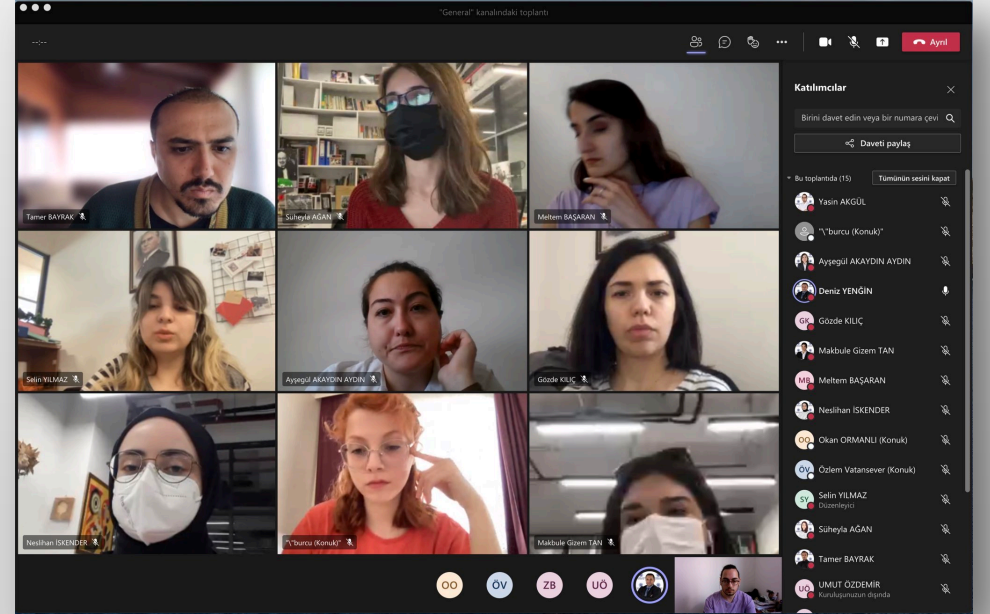 "General" kanalındaki toplantı
--:--
Ayrıl
Tamer BAYRAK
Süheyla AĞAN
Meltem BAŞARAN
Selin YILMAZ
Ayşegül AKAYDIN AYDIN
Gözde KILIÇ
Neslihan İSKENDER
"\"burcu (Konuk)"
Makbule Gizem TAN
OO
ÖV
ZB
UÖ
Katılımcılar
Birini davet edin veya bir numara çevi
Daveti paylaş
Bu toplantıda (15)
Tümünün sesini kapat
Yasin AKGÜL
"\"burcu (Konuk)"
Ayşegül AKAYDIN AYDIN
Deniz YENGİN
GK Gözde KILIÇ
Makbule Gizem TAN
MB Meltem BAŞARAN
Neslihan İSKENDER
OO Okan ORMANLI (Konuk)
ÖV Özlem Vatansever (Konuk)
SY Selin YILMAZ
Düzenleyici
Süheyla AĞAN
Tamer BAYRAK
UÖ UMUT ÖZDEMİR
Kuruluşunuzun dışında